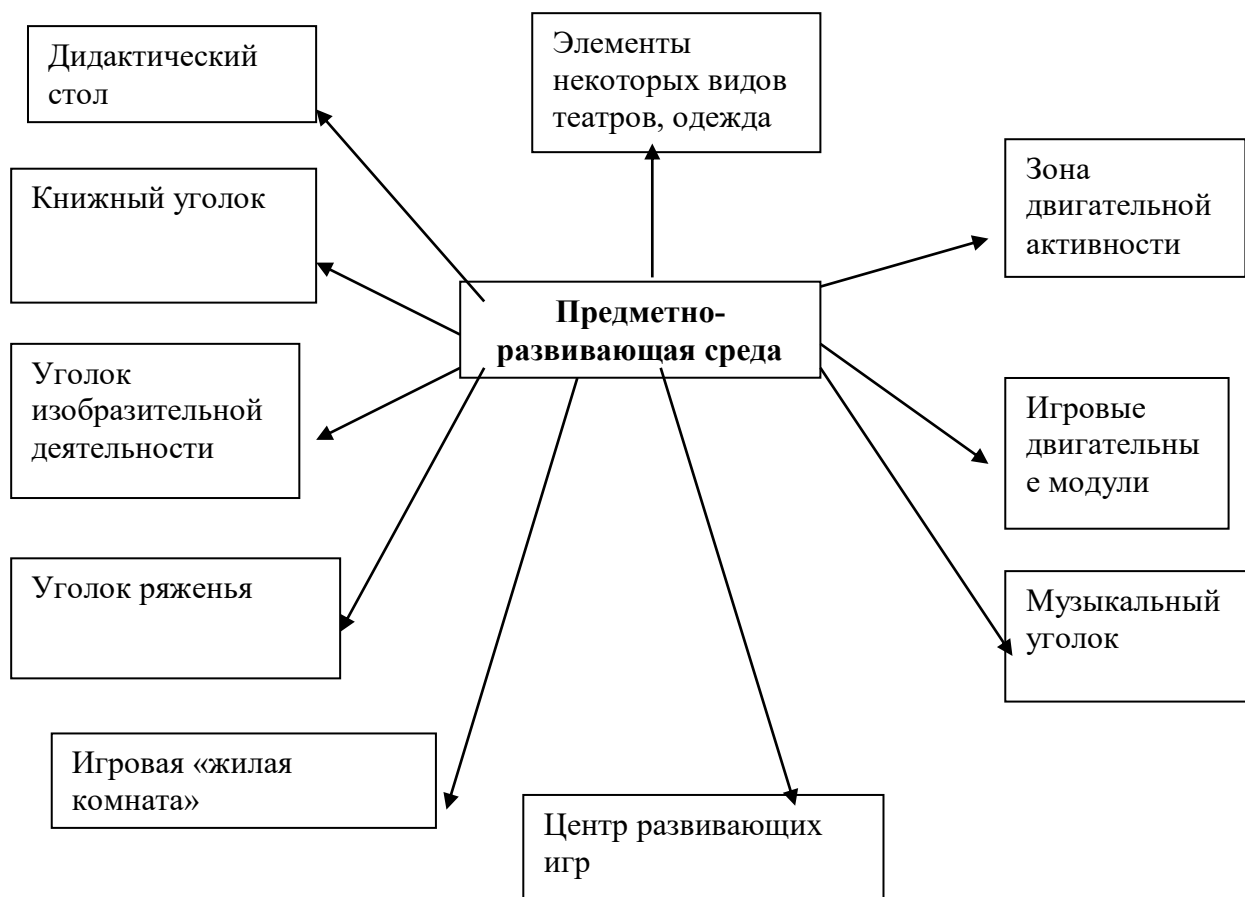 Дидактический
стол
Элементы
некоторых видов
театров, одежда
Зона
двигательной
активности
Книжный уголок
Предметно-
развивающая среда
Уголок
изобразительной
деятельности
Игровые
двигательны
е модули
Уголок ряженья
Музыкальный
уголок
Игровая «жилая
комната»
Центр развивающих
игр